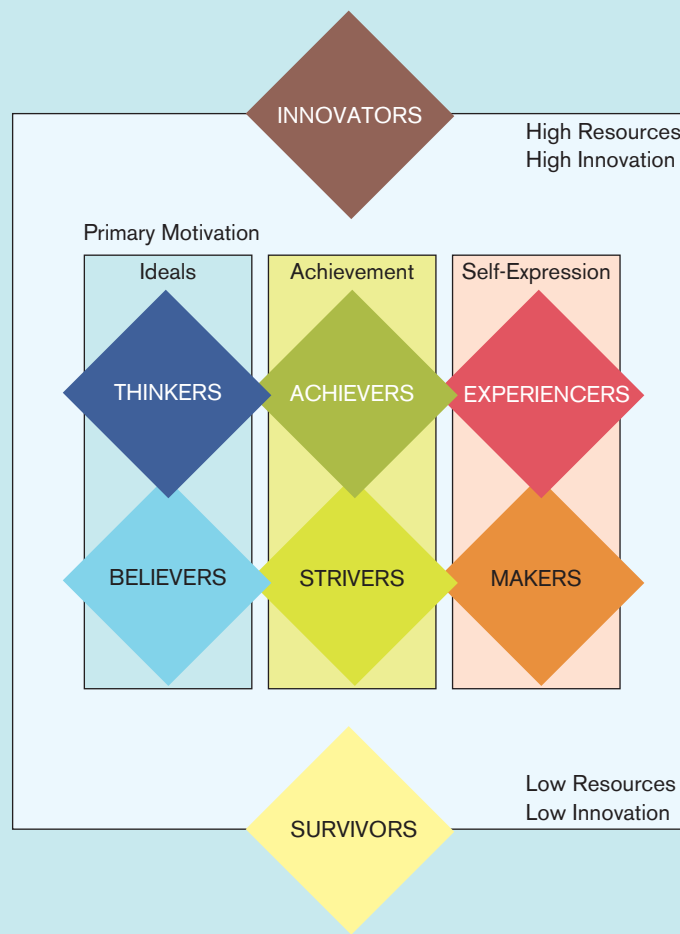 INNOVATORS
High Resources
High Innovation
Primary Motivation
Ideals
Achievement
Self-Expression
THINKERS
ACHIEVERS
EXPERIENCERS
BELIEVERS
STRIVERS
MAKERS
Low Resources
Low Innovation
SURVIVORS